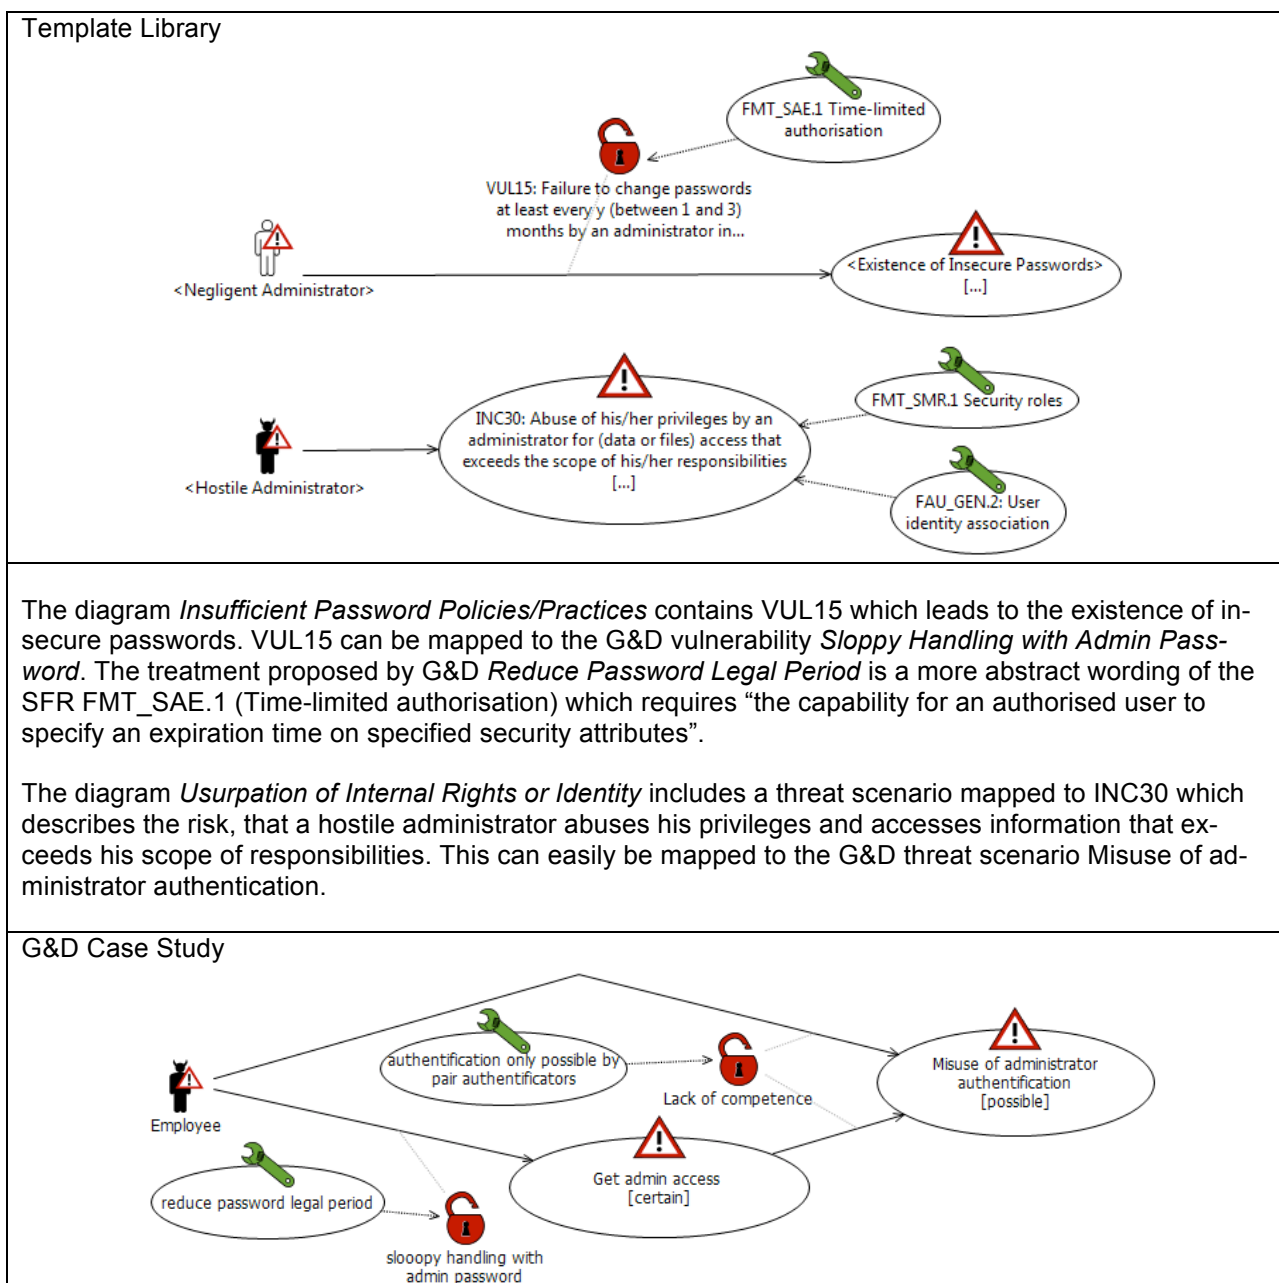 Template Library
FMT_SAE.1 Time-limited
authorisation
VUL15: Failure to change passwords
at least every y (between 1 and 3)
months by an administrator in...
<Existence of Insecure Passwords>
[...]
<Negligent Administrator>
INC30: Abuse of his/her privileges by an
administrator for (data or files) access that
exceeds the scope of his/her responsibilities
[...]
FMT_SMR.1 Security roles
<Hostile Administrator>
FAU_GEN.2: User
identity association
The diagram Insufficient Password Policies/Practices contains VUL15 which leads to the existence of in-
secure passwords. VUL15 can be mapped to the G&D vulnerability Sloppy Handling with Admin Pass-
word. The treatment proposed by G&D Reduce Password Legal Period is a more abstract wording of the
SFR FMT_SAE.1 (Time-limited authorisation) which requires “the capability for an authorised user to
specify an expiration time on specified security attributes”.
The diagram Usurpation of Internal Rights or Identity includes a threat scenario mapped to INC30 which
describes the risk, that a hostile administrator abuses his privileges and accesses information that ex-
ceeds his scope of responsibilities. This can easily be mapped to the G&D threat scenario Misuse of ad-
ministrator authentication.
G&D Case Study
authentification only possible by
pair authentificators
Lack of competence
Misuse of administrator
authentification
[possible]
Employee
Get admin access
[certain]
reduce password legal period
slooopy handling with
admin password